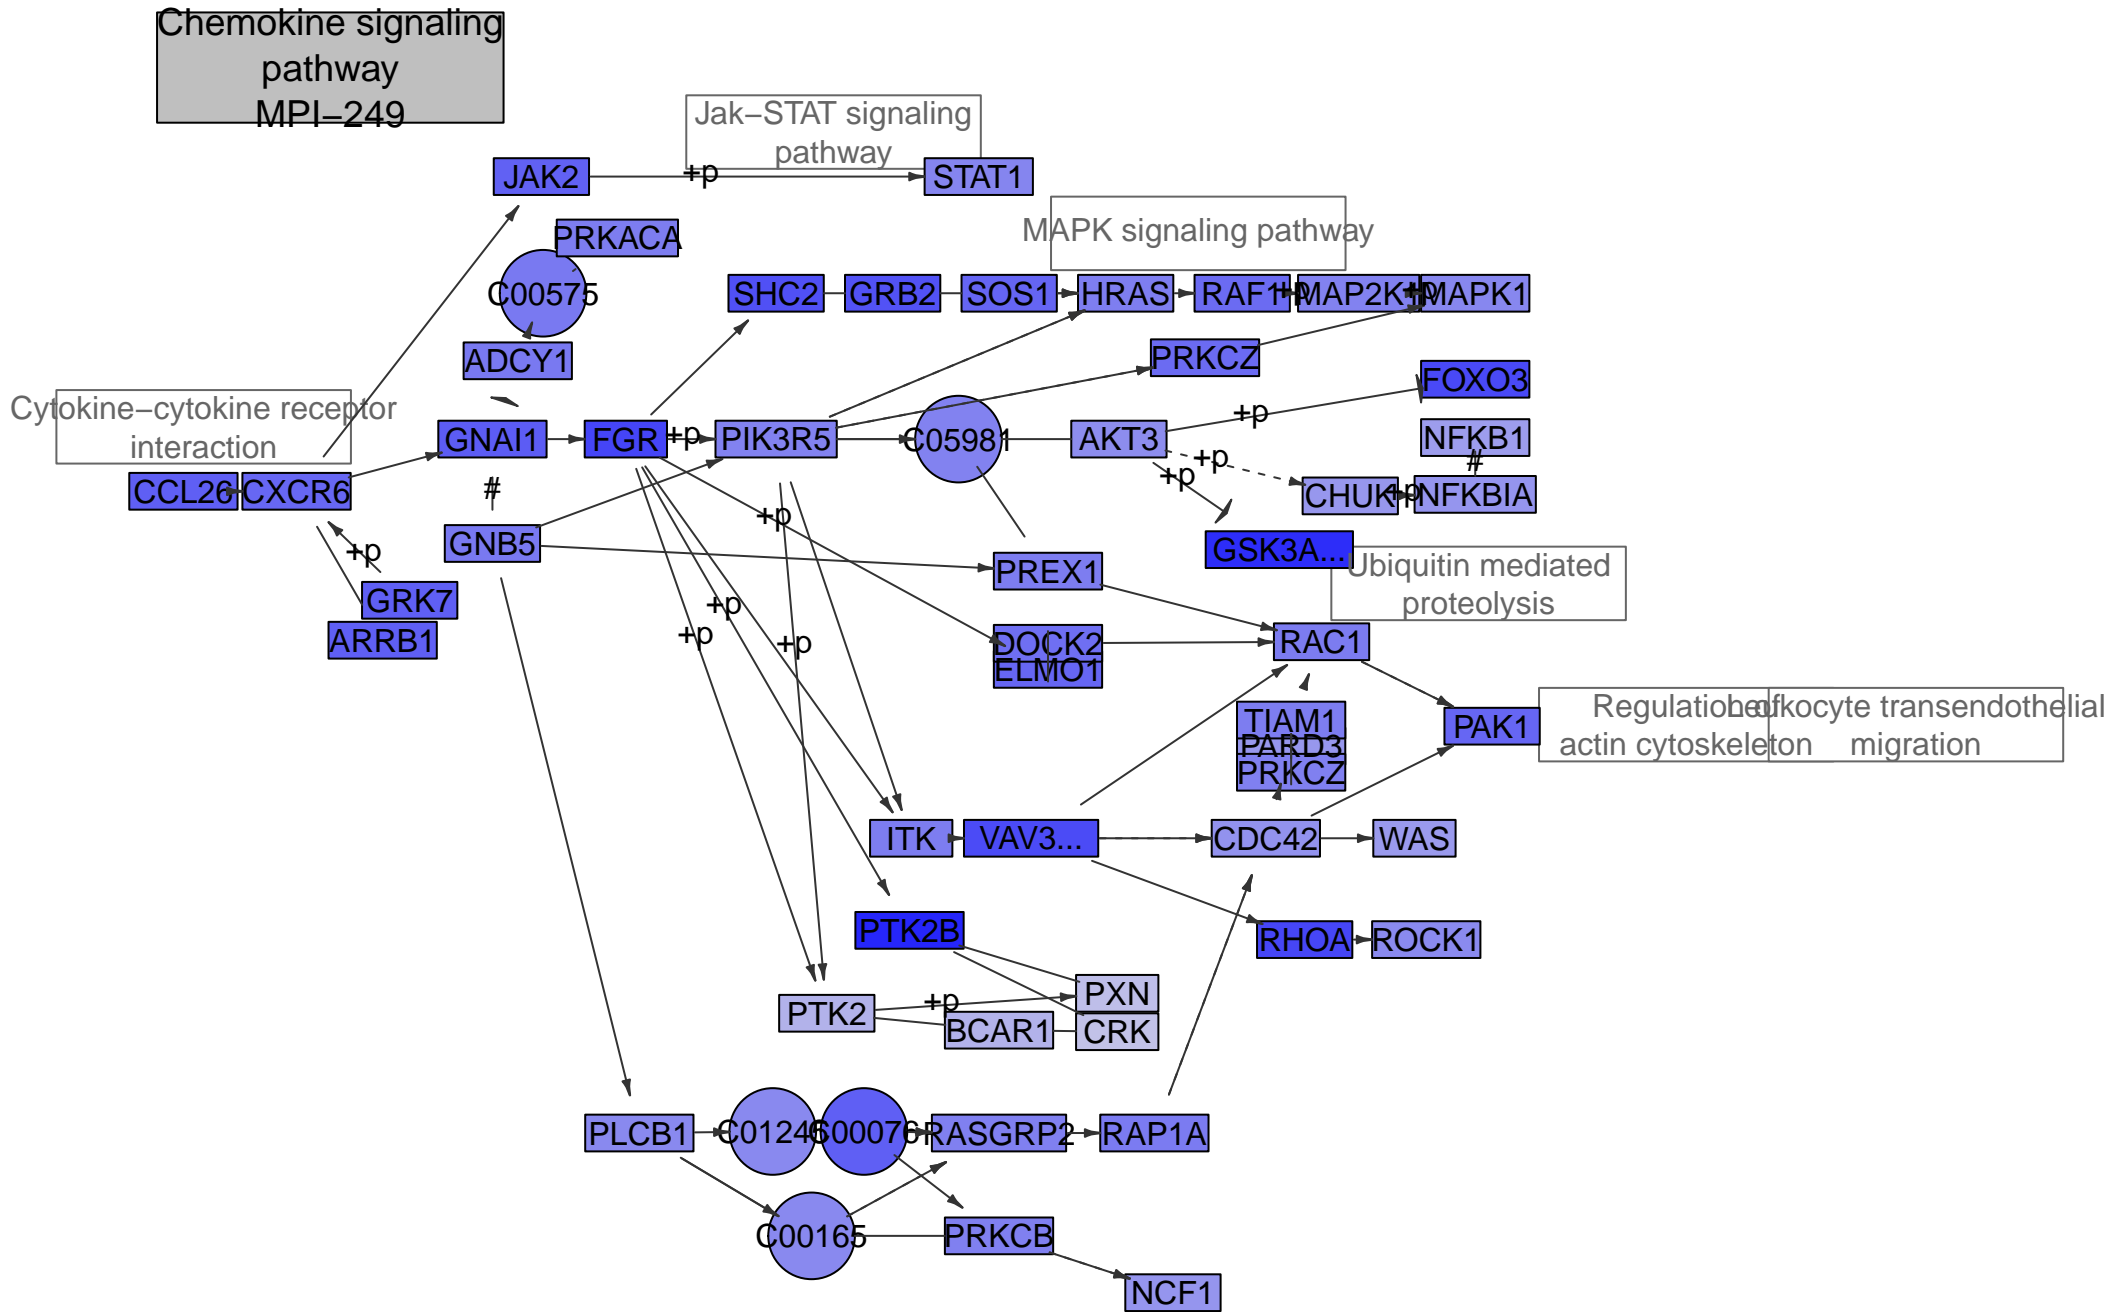 Chemokine signaling
pathway
MPI−249
Jak−STAT signaling
pathway
JAK2
+p
STAT1
PRKACA
MAPK signaling pathway
C00575
SHC2
GRB2
SOS1
HRAS
RAF1
+p
MAP2K1
+p
MAPK1
ADCY1
PRKCZ
FOXO3
Cytokine−cytokine receptor
interaction
+p
GNAI1
FGR
+p
PIK3R5
C05981
AKT3
NFKB1
+p
#
CCL26
CXCR6
#
+p
CHUK
+p
NFKBIA
+p
GNB5
+p
GSK3A...
Ubiquitin mediated
proteolysis
PREX1
GRK7
+p
ARRB1
+p
+p
DOCK2
ELMO1
RAC1
TIAM1
PARD3
PRKCZ
PAK1
Regulation of
actin cytoskeleton
Leukocyte transendothelial
migration
ITK
VAV3...
CDC42
WAS
PTK2B
RHOA
ROCK1
PTK2
+p
PXN
BCAR1
CRK
PLCB1
C01245
C00076
RASGRP2
RAP1A
C00165
PRKCB
NCF1